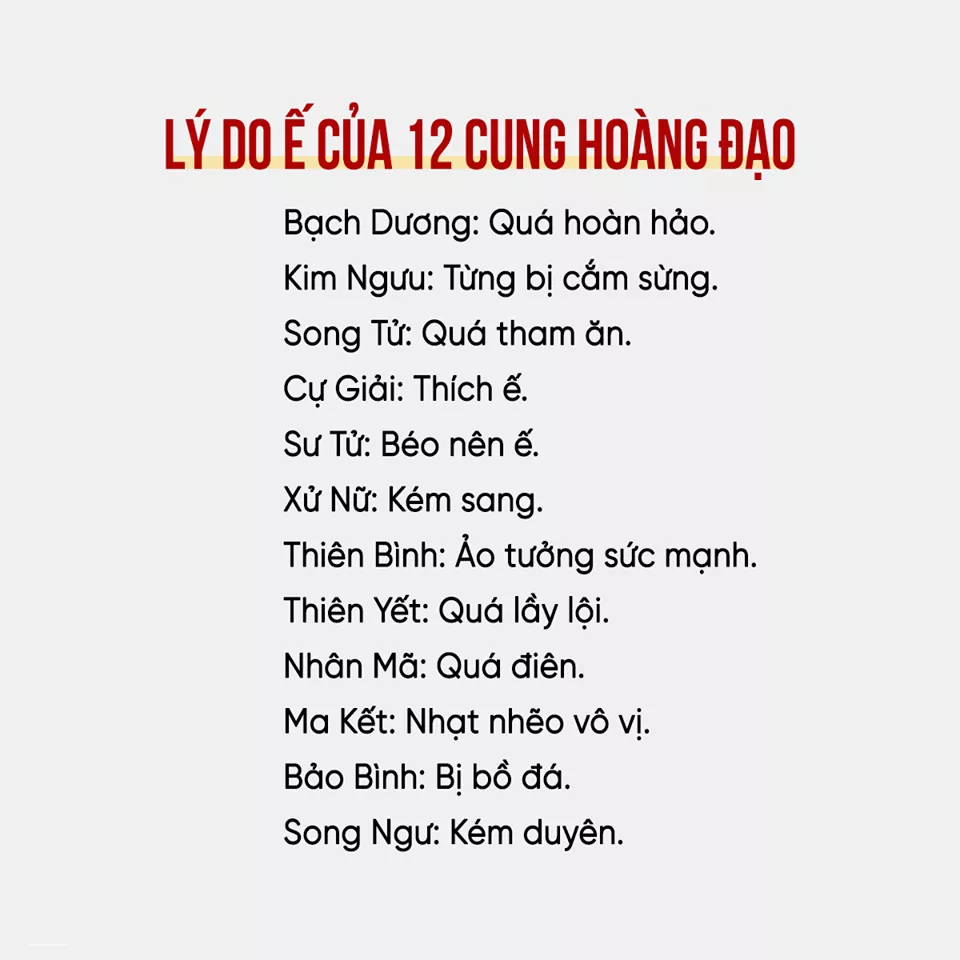 LÝ DO Ế CỦA 12 CUNG HOÀNG ĐẠO
Bạch Dương: Quá hoàn hảo.
Kim Ngưu: Từng bị cắm sừng.
Song Tử: Quá tham ăn.
Cự Giải: Thích ế.
Sư Tử: Béo nên ế.
Xử Nữ: Kém sang.
Thiên Bình: Ảo tưởng sức mạnh.
Thiên Yết: Quá lầy lội.
Nhân Mã: Quá điên.
Ma Kết: Nhạt nhẽo vô vị.
Bảo Bình: Bị bồ đá.
Song Ngư: Kém duyên.